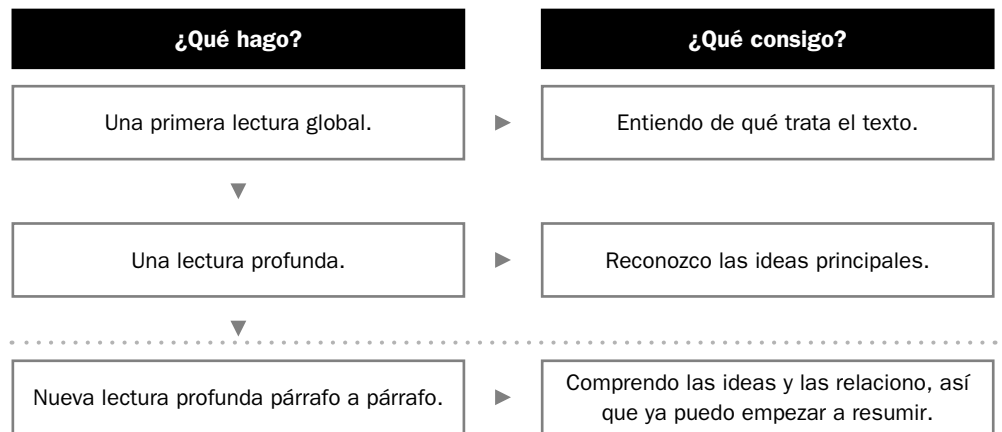 ¿Qué hago?
¿Qué consigo?
Una primera lectura global.
Entiendo de qué trata el texto.
Una lectura profunda.
Reconozco las ideas principales.
Nueva lectura profunda párrafo a párrafo.
Comprendo las ideas y las relaciono, así
que ya puedo empezar a resumir.